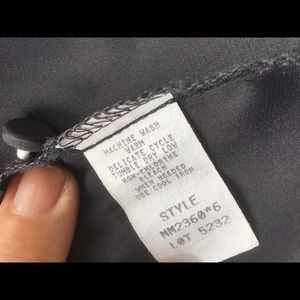 MACHINE WASH
WARM
DELICATE CYCLE
TUMBLE DRY LOW
NON-CHLORINE
BLEACH
WHEN NEEDED
USE COOL IRON
STYLE
MM2360*6
LOT 5232